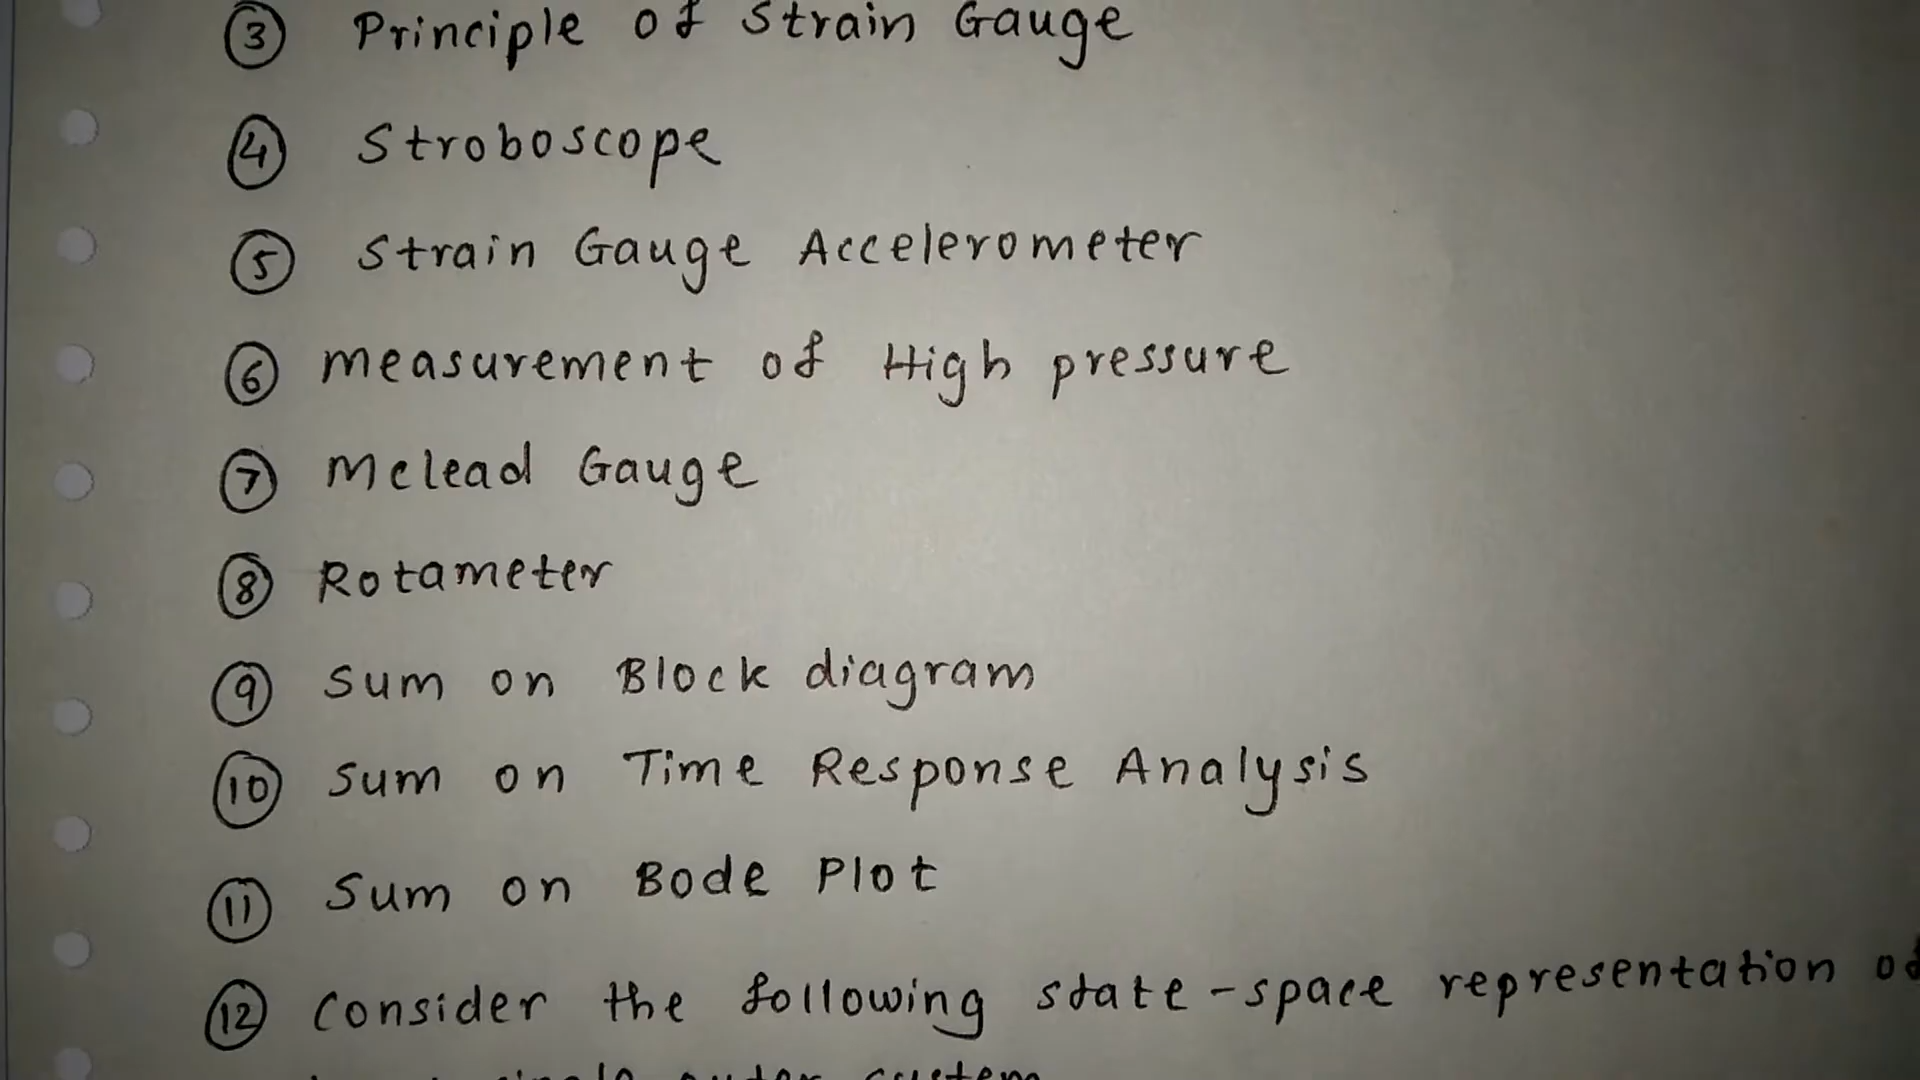 ③ Principle of Strain Gauge
④ Stroboscope
⑤ Strain Gauge Accelerometer
⑥ Measurement of High pressure
⑦ Mclead Gauge
⑧ Rotameter
⑨ Sum on Block diagram
⑩ Sum on Time Response Analysis
⑪ Sum on Bode Plot
⑫ Consider the following state-space representation of
system